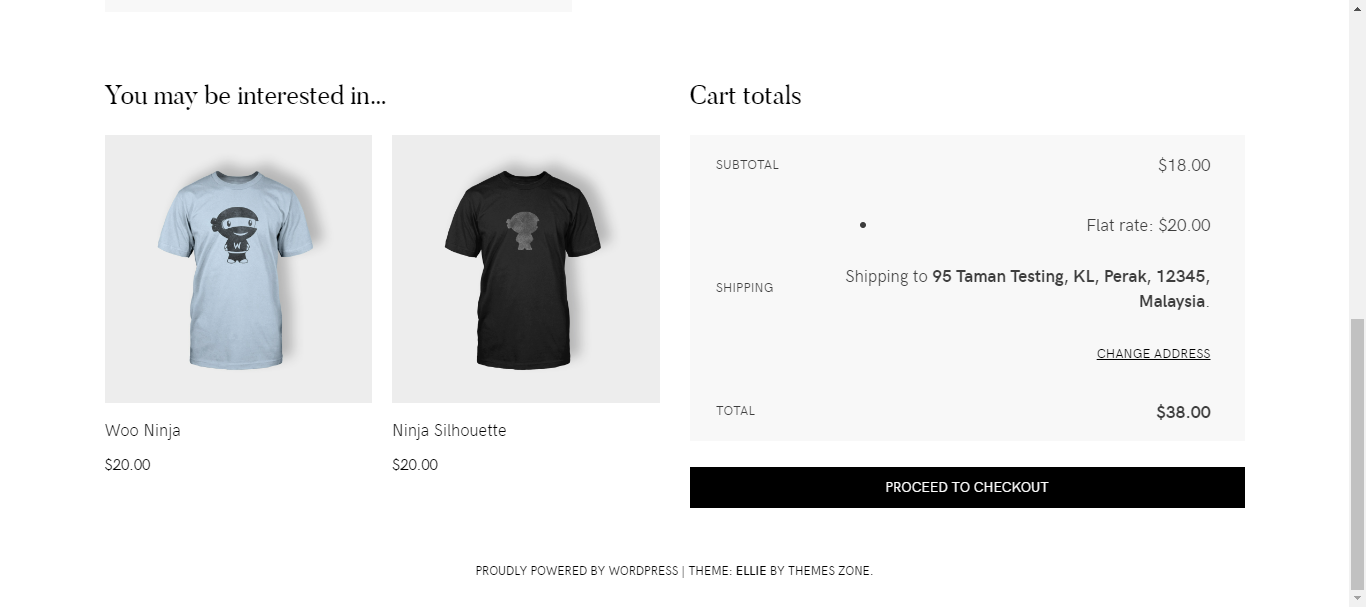 You may be interested in...
W
Woo Ninja
$20.00
Ninja Silhouette
$20.00
Cart totals
SUBTOTAL
$18.00
Flat rate: $20.00
SHIPPING
Shipping to 95 Taman Testing, KL, Perak, 12345,
Malaysia.
CHANGE ADDRESS
TOTAL
$38.00
PROCEED TO CHECKOUT
PROUDLY POWERED BY WORDPRESS | THEME: ELLIE BY THEMES ZONE.